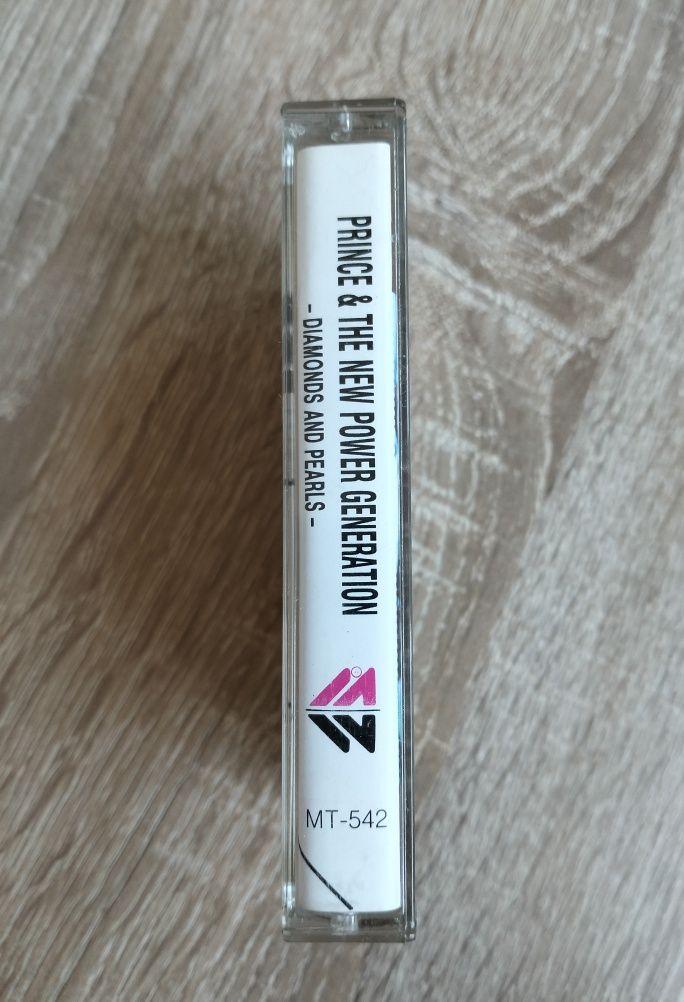 PRINCE & THE NEW POWER GENERATION
- DIAMONDS AND PEARLS -
MT-542